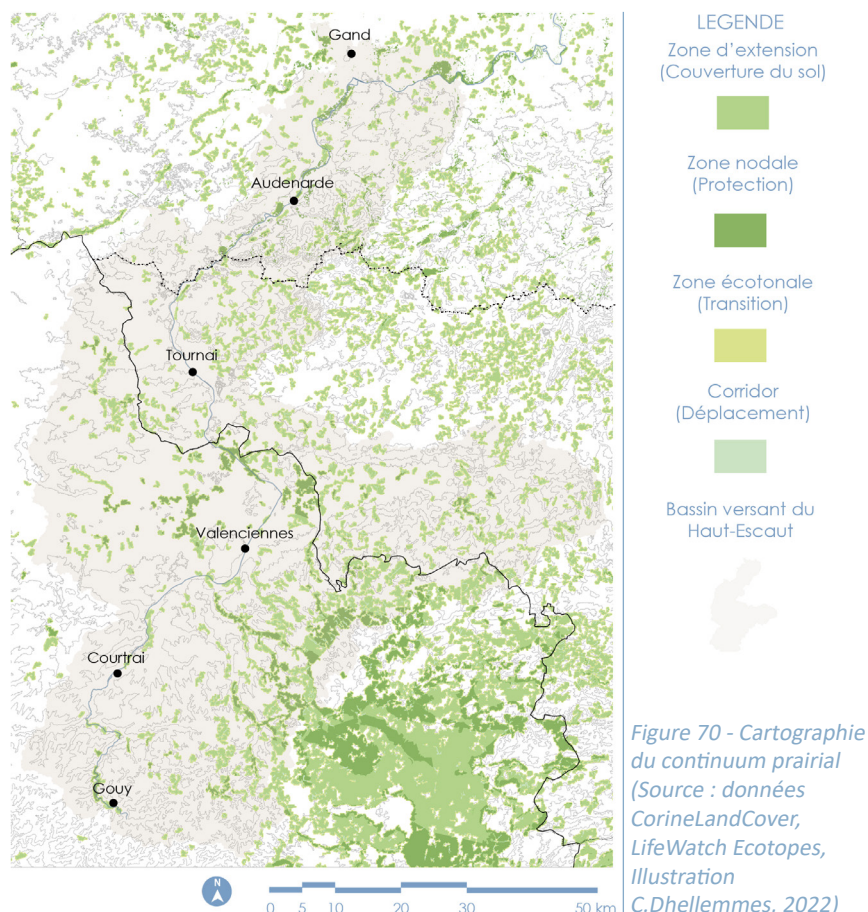 Gand
Audenarde
Tournai
Valenciennes
Courtrai
Gouy
N
0 5 10 20 30 50 km
LEGENDE
Zone d'extension
(Couverture du sol)
Zone nodale
(Protection)
Zone écotonale
(Transition)
Corridor
(Déplacement)
Bassin versant du
Haut-Escaut
Figure 70 - Cartographie
du continuum prairial
(Source : données
CorineLandCover,
LifeWatch Ecotopes,
Illustration
C.Dhellemmes, 2022)